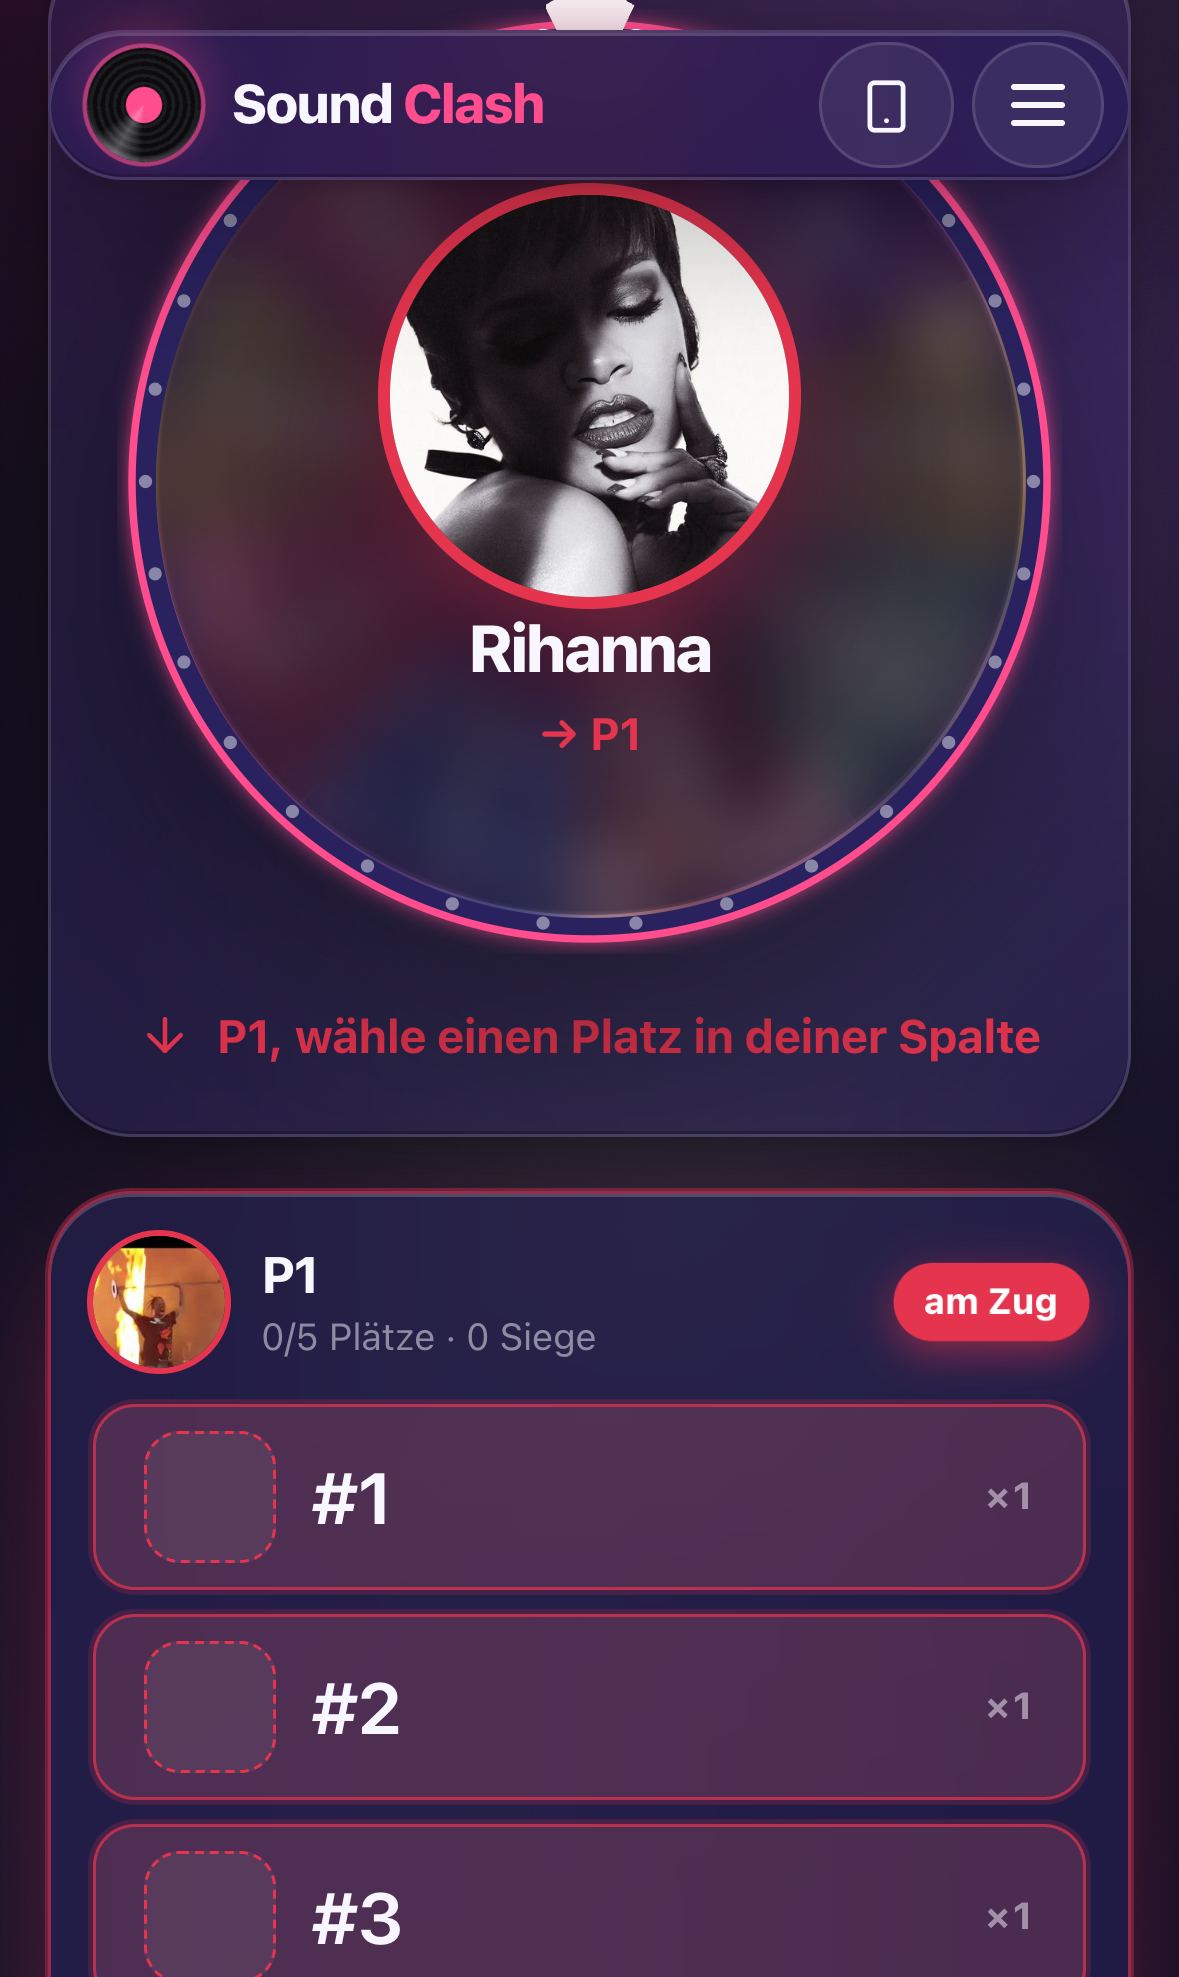 Sound Clash
Rihanna
→ P1
↓ P1, wähle einen Platz in deiner Spalte
P1
0/5 Plätze · 0 Siege
am Zug
#1
×1
#2
×1
#3
×1